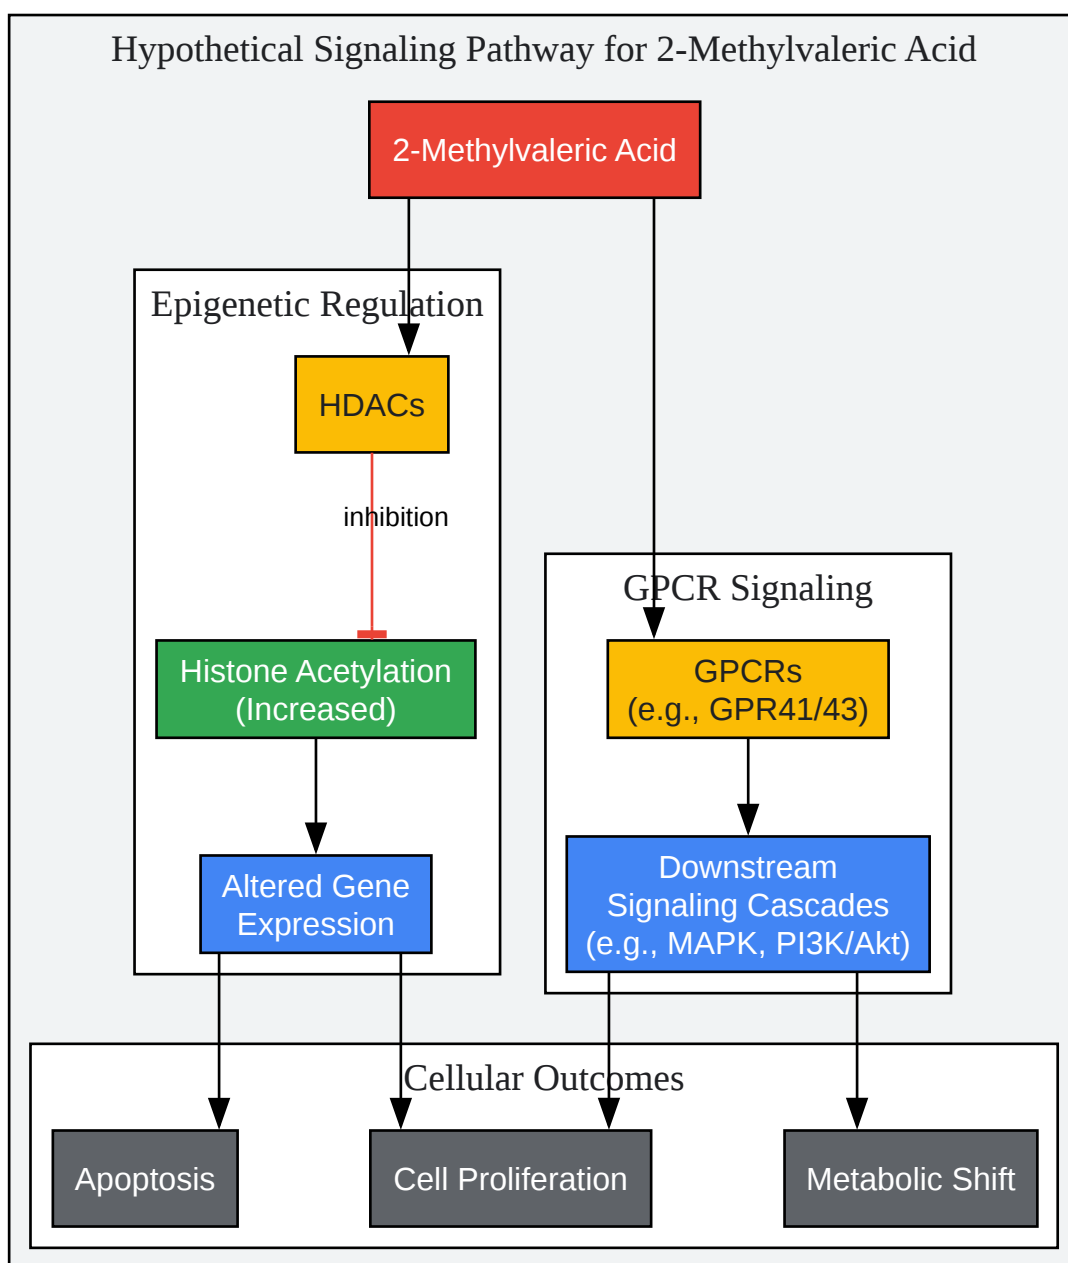 Hypothetical Signaling Pathway for 2-Methylvaleric Acid
2-Methylvaleric Acid
Epigenetic Regulation
HDACs
inhibition
Histone Acetylation
(Increased)
Altered Gene
Expression
GPCR Signaling
GPCRs
(e.g., GPR41/43)
Downstream
Signaling Cascades
(e.g., MAPK, PI3K/Akt)
Cellular Outcomes
Apoptosis
Cell Proliferation
Metabolic Shift